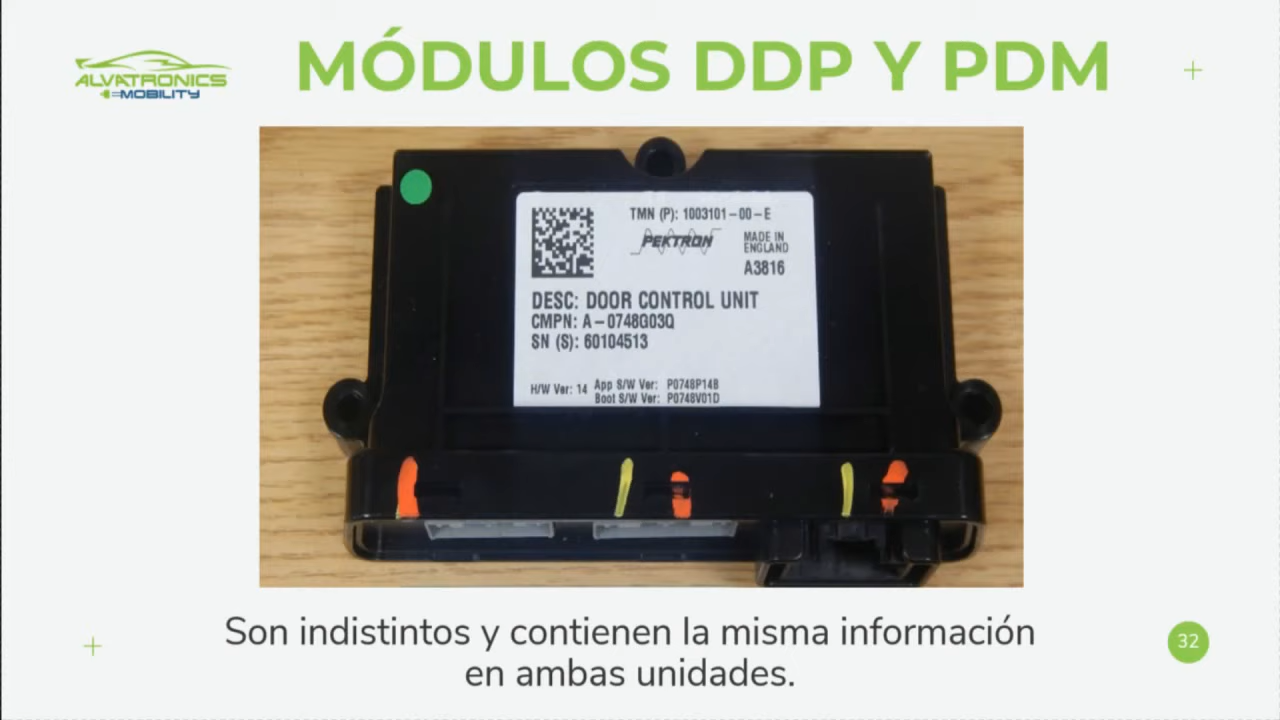 ALVATRONICS
MOBILITY
MÓDULOS DDP Y PDM
TMN (P): 1003101-00-E
PEKTRON
MADE IN
ENGLAND
A3816
DESC: DOOR CONTROL UNIT
CMPN: A-0748G03Q
SN (S): 60104513
H/W Ver: 14 App S/W Ver: P0748P14B
Boot S/W Ver: P0748V01D
Son indistintos y contienen la misma información
en ambas unidades.
32